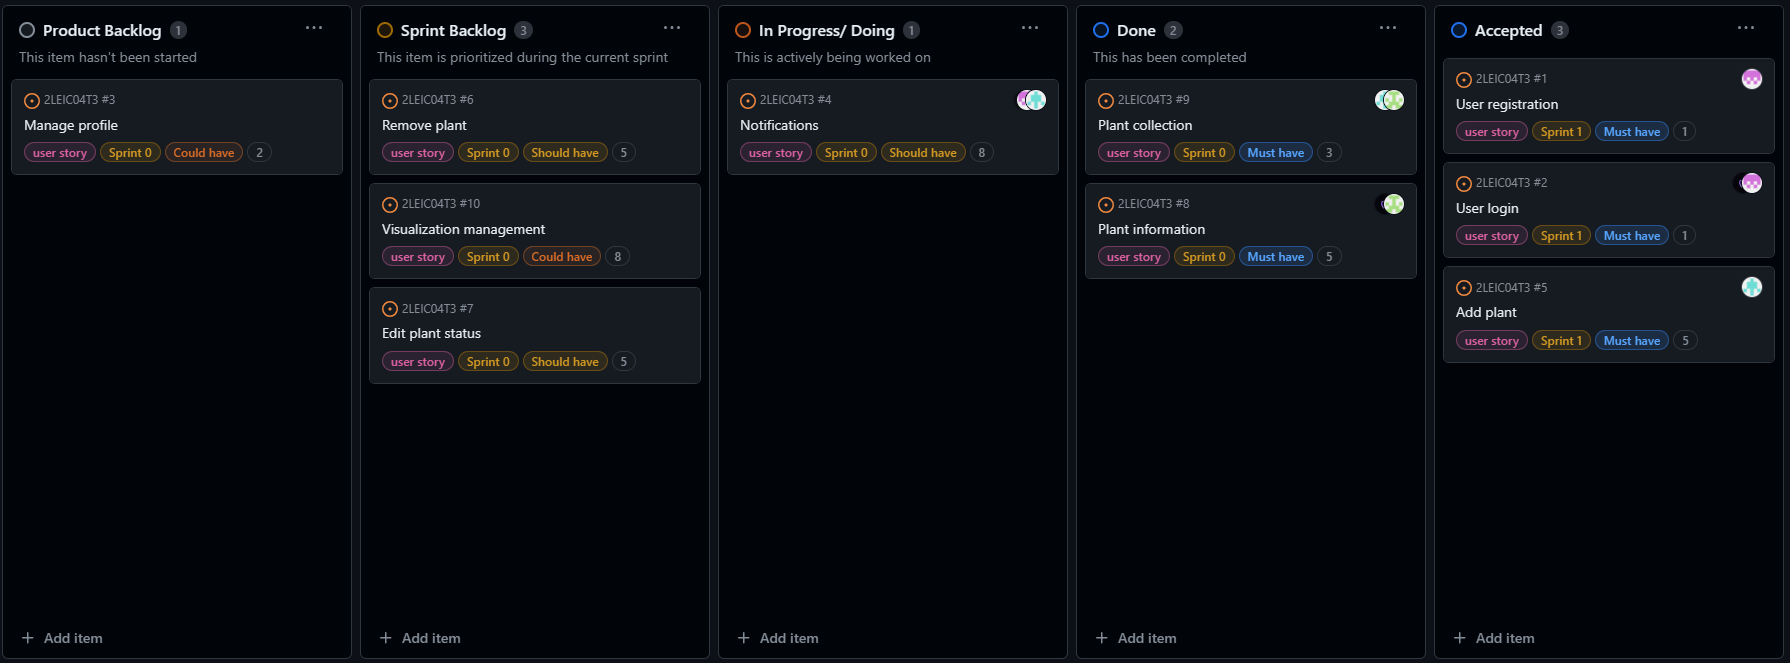 Product Backlog 1 ...
This item hasn't been started
2LEIC04T3 #3
Manage profile
user story Sprint 0 Could have 2
+ Add item
Sprint Backlog 3 ...
This item is prioritized during the current sprint
2LEIC04T3 #6
Remove plant
user story Sprint 0 Should have 5
2LEIC04T3 #10
Visualization management
user story Sprint 0 Could have 8
2LEIC04T3 #7
Edit plant status
user story Sprint 0 Should have 5
+ Add item
In Progress/ Doing 1 ...
This is actively being worked on
2LEIC04T3 #4
Notifications
user story Sprint 0 Should have 8
+ Add item
Done 2 ...
This has been completed
2LEIC04T3 #9
Plant collection
user story Sprint 0 Must have 3
2LEIC04T3 #8
Plant information
user story Sprint 0 Must have 5
+ Add item
Accepted 3 ...
2LEIC04T3 #1
User registration
user story Sprint 1 Must have 1
2LEIC04T3 #2
User login
user story Sprint 1 Must have 1
2LEIC04T3 #5
Add plant
user story Sprint 1 Must have 5
+ Add item